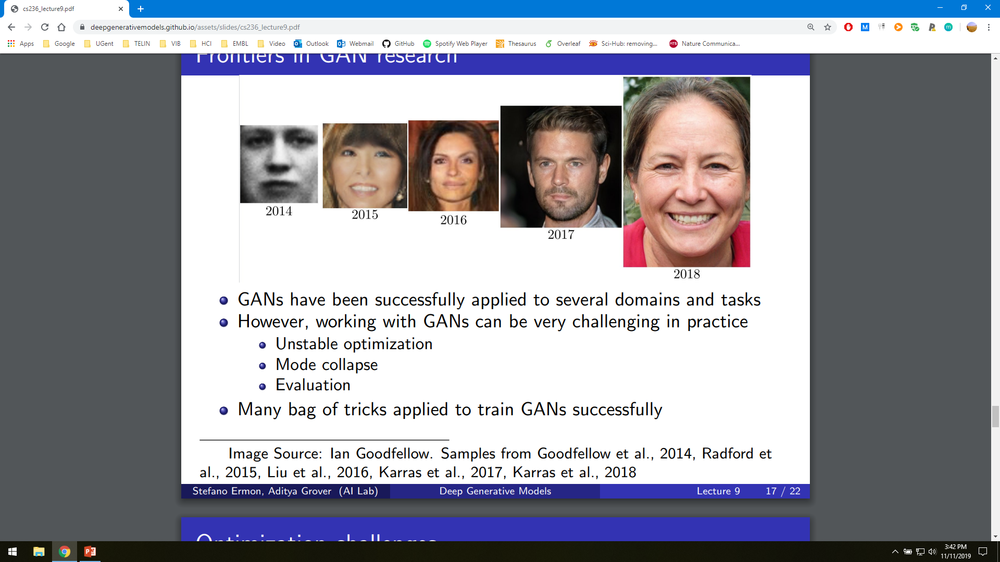 cs236_lecture9.pdf
deepgenerativemodels.github.io/assets/slides/cs236_lecture9.pdf
Apps Google UGent TELIN VIB HCI EMBL Video Outlook Webmail GitHub Spotify Web Player Thesaurus Overleaf Sci-Hub: removing... MTS Nature Communica...
Frontiers in GAN research
2014
2015
2016
2017
2018
GANs have been successfully applied to several domains and tasks
However, working with GANs can be very challenging in practice
Unstable optimization
Mode collapse
Evaluation
Many bag of tricks applied to train GANs successfully
Image Source: Ian Goodfellow. Samples from Goodfellow et al., 2014, Radford et
al., 2015, Liu et al., 2016, Karras et al., 2017, Karras et al., 2018
Stefano Ermon, Aditya Grover (AI Lab) Deep Generative Models Lecture 9 17 / 22
Optimization challenges
3:42 PM
11/11/2019